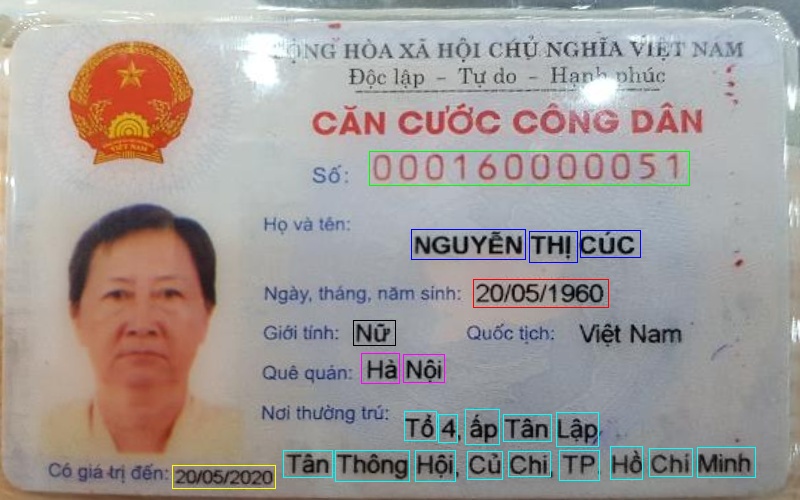 CỘNG HÒA XÃ HỘI CHỦ NGHĨA VIỆT NAM
Độc lập - Tự do - Hạnh phúc
CĂN CƯỚC CÔNG DÂN
Số: 000160000051
Họ và tên:
NGUYỄN THỊ CÚC
Ngày, tháng, năm sinh: 20/05/1960
Giới tính: Nữ Quốc tịch: Việt Nam
Quê quán: Hà Nội
Nơi thường trú:
Tổ 4, ấp Tân Lập,
Tân Thông Hội, Củ Chi, TP. Hồ Chí Minh
Có giá trị đến: 20/05/2020